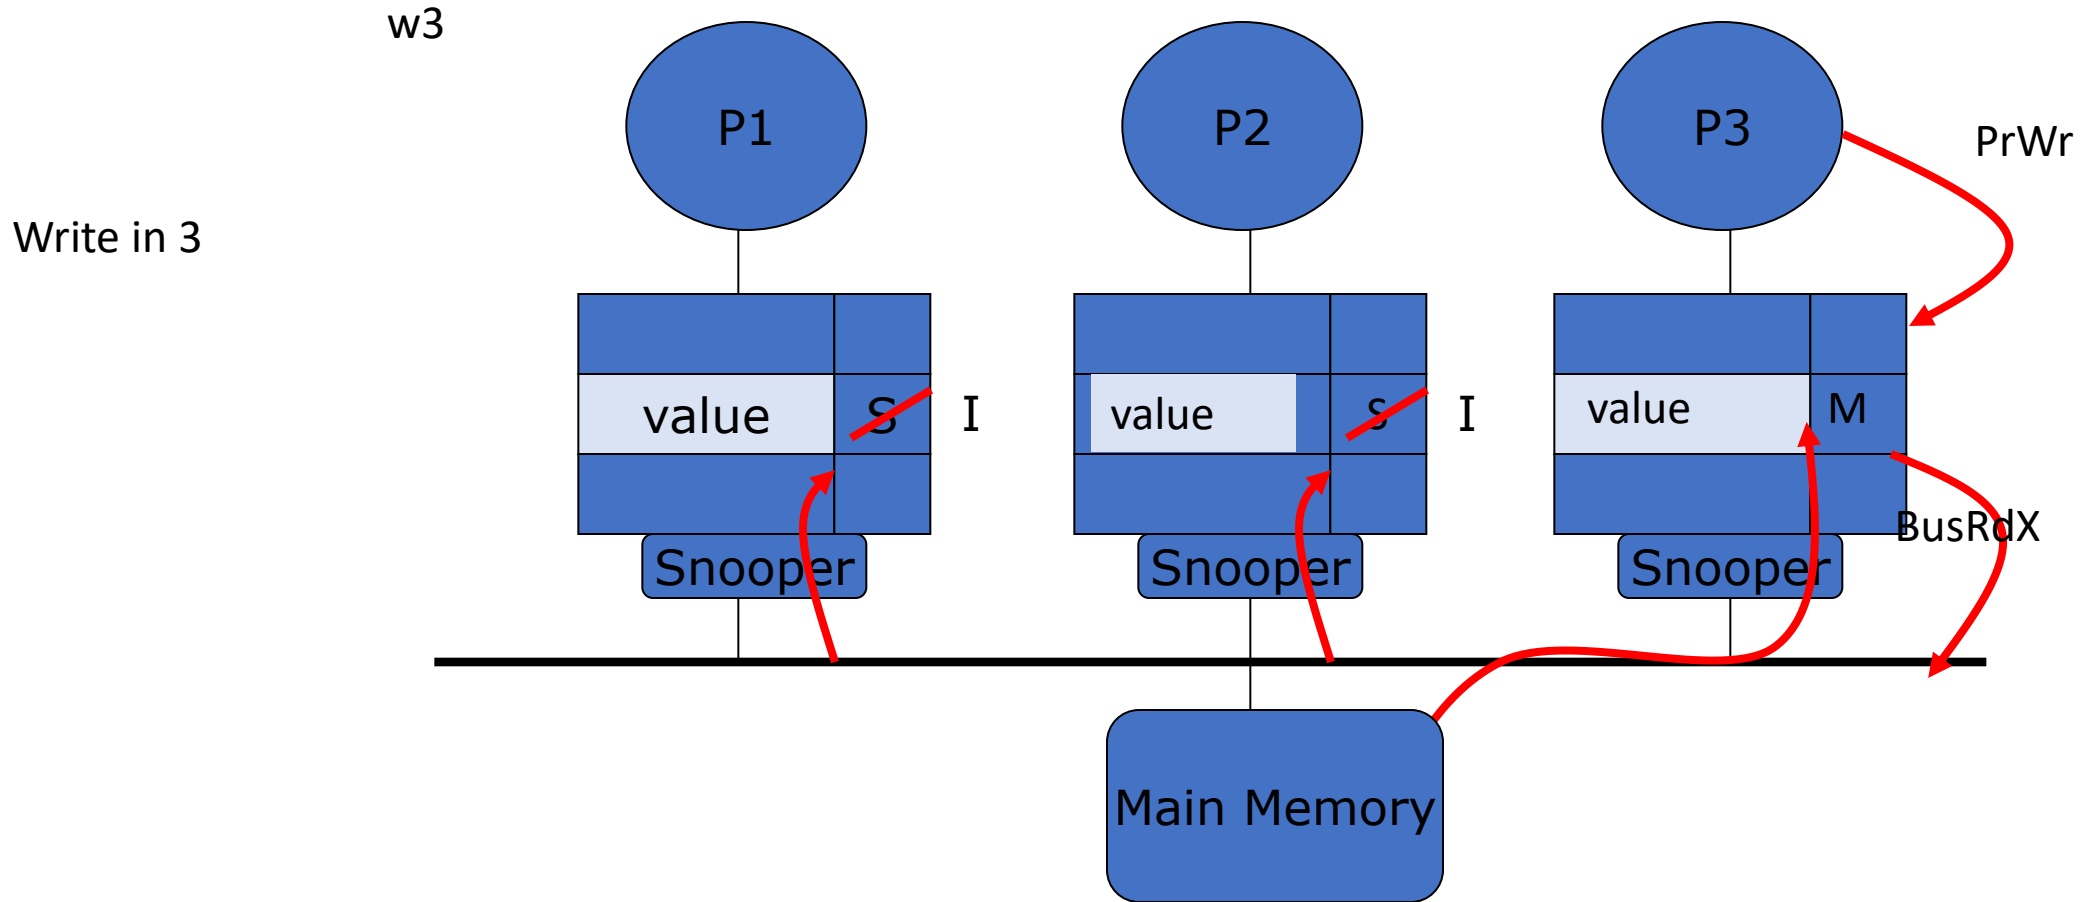 w3
P1
P2
P3
PrWr
Write in 3
value
S
I
value
S
I
value
M
BusRdX
Snooper
Snooper
Snooper
Main Memory